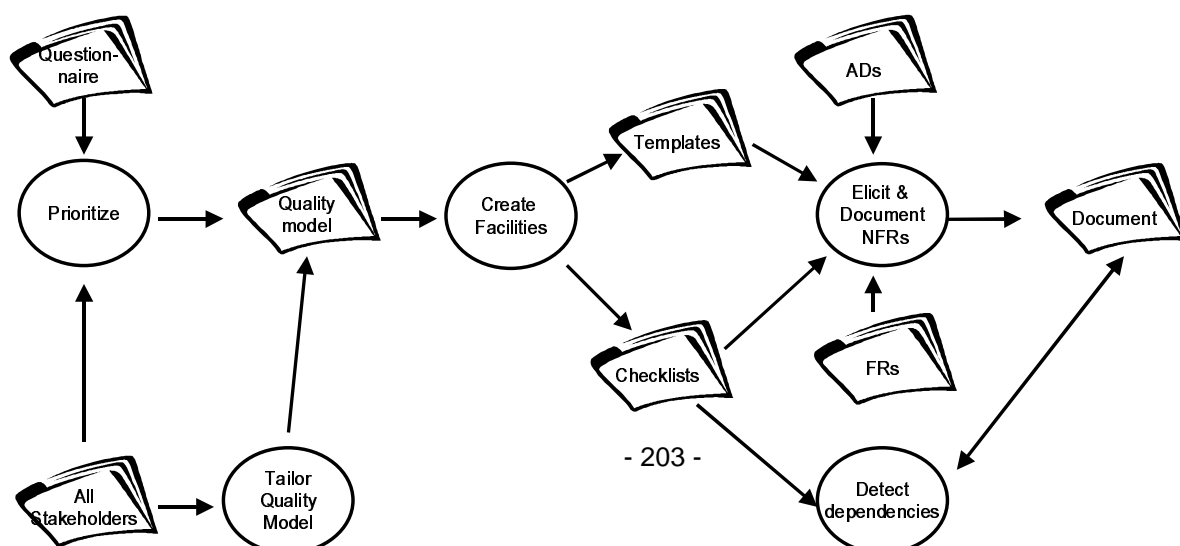 Question-
naire
ADs
Templates
Prioritize
Quality
model
Create
Facilities
Elicit &
Document
NFRs
Document
Checklists
FRs
- 203 -
All
Stakeholders
Tailor
Quality
Model
Detect
dependencies